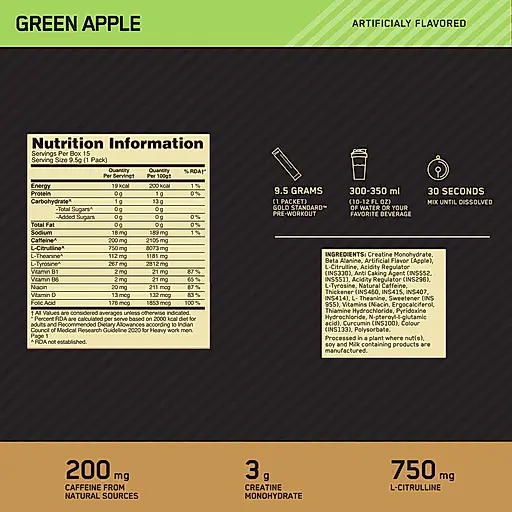 GREEN APPLE
ARTIFICIALY FLAVORED
Nutrition Information
Servings Per Box 15
Serving Size 9.5g (1 Pack)
Quantity Per Serving† Quantity Per 100g‡ % RDA†*
Energy 19 kcal 200 kcal 1 %
Protein 0 g 1 g 0 %
Carbohydrate^ 1 g 13 g
-Total Sugars^ 0 g 2 g
-Added Sugars 0 g 0 g 0 %
Total Fat 0 g 0 g 0 %
Sodium 18 mg 189 mg 1 %
Caffeine^ 200 mg 2105 mg
L-Citrulline^ 750 mg 8073 mg
L-Theanine^ 112 mg 1181 mg
L-Tyrosine^ 267 mg 2812 mg
Vitamin B1 2 mg 21 mg 87 %
Vitamin B6 2 mg 21 mg 65 %
Niacin 20 mg 211 mg 87 %
Vitamin D 13 mcg 132 mcg 83 %
Folic Acid 176 mcg 1853 mcg 100 %
† All Values are considered averages unless otherwise indicated.
* Percent RDA are calculated per serve based on 2000 kcal diet for
adults and Recommended Dietary Allowances according to Indian
Council of Medical Research Guideline 2020 for Heavy work men.
Page 1
^ RDA not established.
9.5 GRAMS
(1 PACKET)
GOLD STANDARD™
PRE-WORKOUT
300-350 ml
(10-12 FL OZ)
OF WATER OR YOUR
FAVORITE BEVERAGE
30 SECONDS
MIX UNTIL DISSOLVED
INGREDIENTS: Creatine Monohydrate,
Beta Alanine, Artificial Flavor (Apple),
L-Citrulline, Acidity Regulator
(INS330), Anti Caking Agent (INS552,
INS551), Acidity Regulator (INS296),
L-Tyrosine, Natural Caffeine,
Thickener (INS460, INS415, INS407,
INS414), L- Theanine, Sweetener (INS
955), Vitamins (Niacin, Ergocalciferol,
Thiamine Hydrochloride, Pyridoxine
Hydrochloride, N-pteroyl-l-glutamic
acid), Curcumin (INS100), Colour
(INS133), Polysorbate.
Processed in a plant where nut(s),
soy and Milk containing products are
manufactured.
200 mg
CAFFEINE FROM
NATURAL SOURCES
3 g
CREATINE
MONOHYDRATE
750 mg
L-CITRULLINE